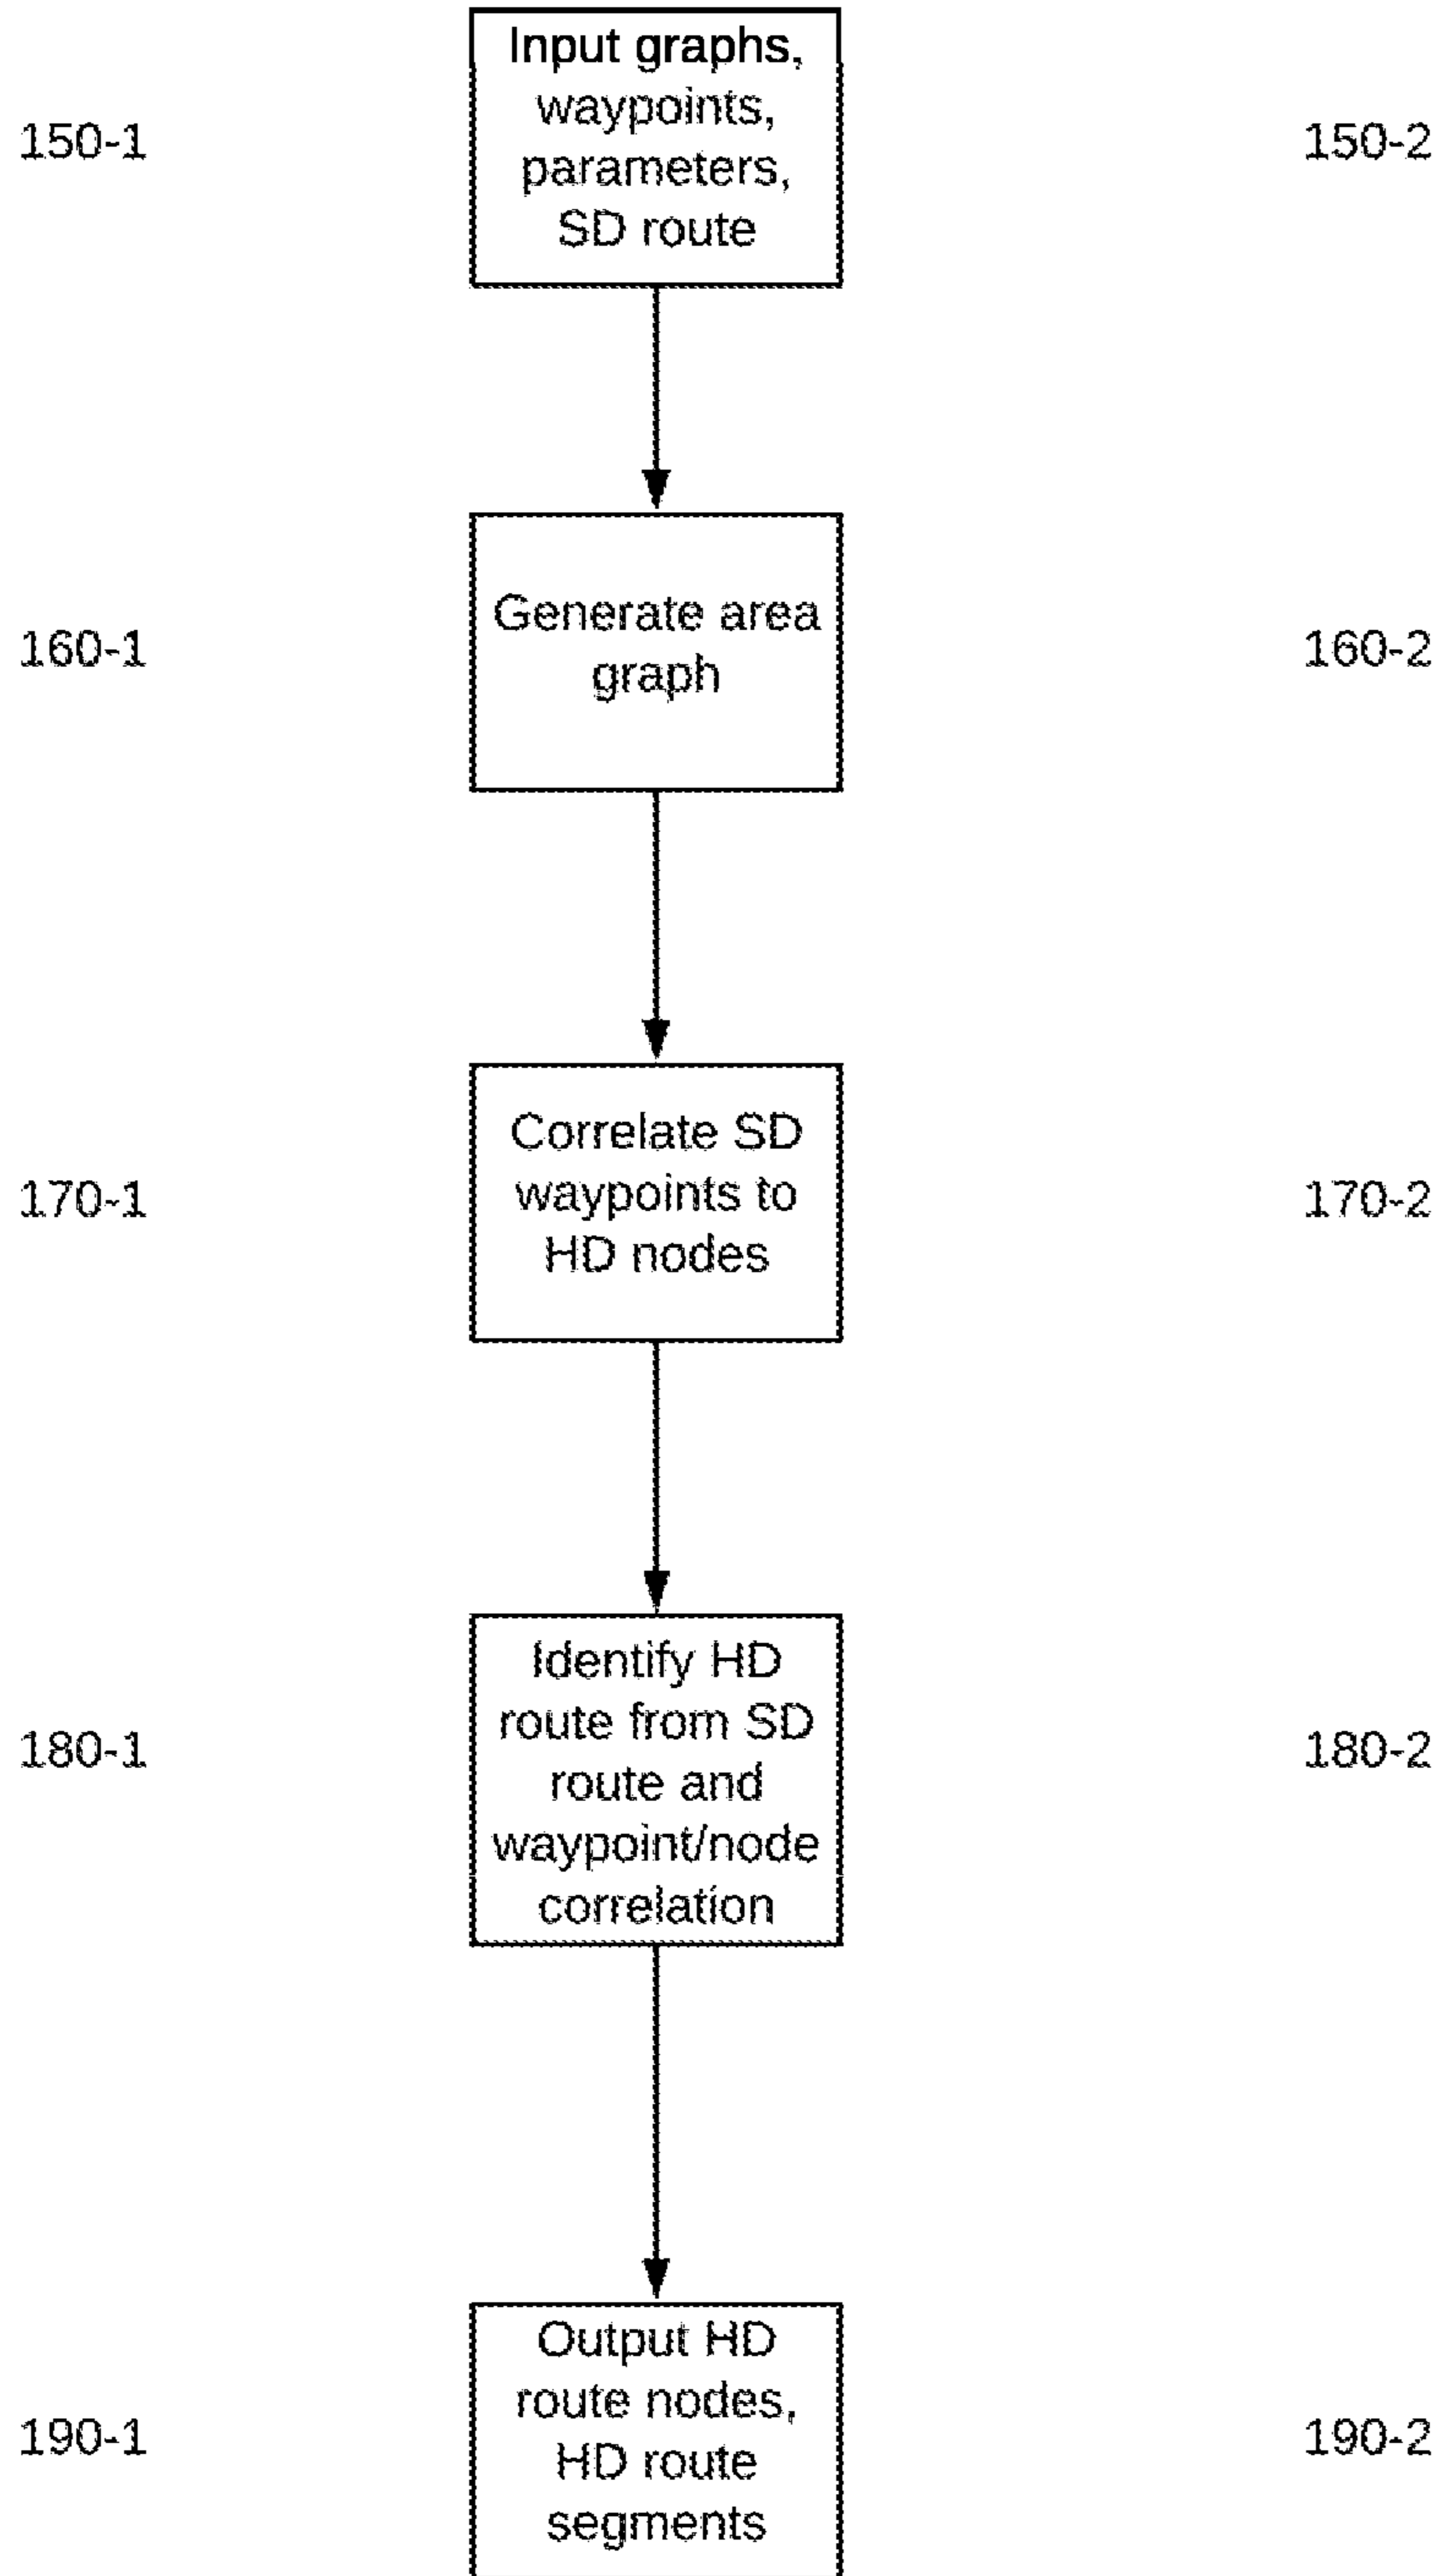 Input graphs,
waypoints,
parameters,
SD route
150-1
150-2
Generate area
graph
160-1
160-2
Correlate SD
waypoints to
HD nodes
170-1
170-2
Identify HD
route from SD
route and
waypoint/node
correlation
180-1
180-2
Output HD
route nodes,
HD route
segments
190-1
190-2